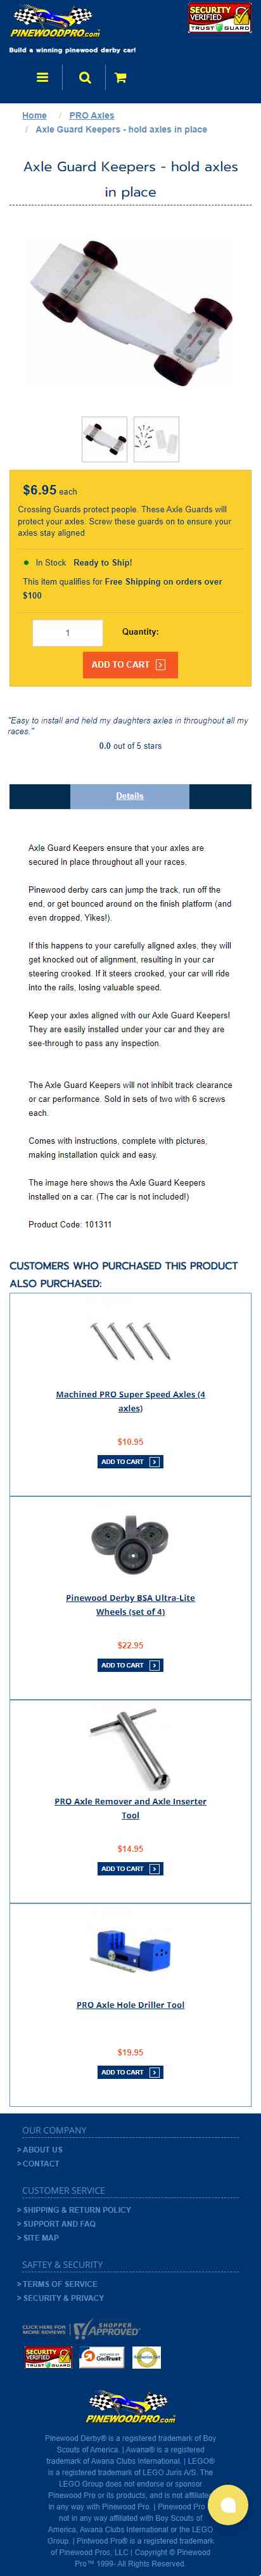 PINEWOODPRO.com
SECURITY
VERIFIED
TRUST GUARD
Build a winning pinewood derby car!
Home / PRO Axles
/ Axle Guard Keepers - hold axles in place
Axle Guard Keepers - hold axles
in place
$6.95 each
Crossing Guards protect people. These Axle Guards will
protect your axles. Screw these guards on to ensure your
axles stay aligned
In Stock Ready to Ship!
This item qualifies for Free Shipping on orders over
$100
1 Quantity:
ADD TO CART
"Easy to install and held my daughters axles in throughout all my
races."
0.0 out of 5 stars
Details
Axle Guard Keepers ensure that your axles are
secured in place throughout all your races.
Pinewood derby cars can jump the track, run off the
end, or get bounced around on the finish platform (and
even dropped, Yikes!).
If this happens to your carefully aligned axles, they will
get knocked out of alignment, resulting in your car
steering crooked. If it steers crooked, your car will ride
into the rails, losing valuable speed.
Keep your axles aligned with our Axle Guard Keepers!
They are easily installed under your car and they are
see-through to pass any inspection.
The Axle Guard Keepers will not inhibit track clearance
or car performance. Sold in sets of two with 6 screws
each.
Comes with instructions, complete with pictures,
making installation quick and easy.
The image here shows the Axle Guard Keepers
installed on a car. (The car is not included!)
Product Code: 101311
CUSTOMERS WHO PURCHASED THIS PRODUCT
ALSO PURCHASED:
Machined PRO Super Speed Axles (4
axles)
$10.95
ADD TO CART
Pinewood Derby BSA Ultra-Lite
Wheels (set of 4)
$22.95
ADD TO CART
PRO Axle Remover and Axle Inserter
Tool
$14.95
ADD TO CART
PRO Axle Hole Driller Tool
$19.95
ADD TO CART
OUR COMPANY
> ABOUT US
> CONTACT
CUSTOMER SERVICE
> SHIPPING & RETURN POLICY
> SUPPORT AND FAQ
> SITE MAP
SAFTEY & SECURITY
> TERMS OF SERVICE
> SECURITY & PRIVACY
CLICK HERE FOR
MORE REVIEWS
SHOPPER
APPROVED
SECURITY
VERIFIED
TRUST GUARD
GeoTrust
PINEWOODPRO.com
Pinewood Derby® is a registered trademark of Boy
Scouts of America. | Awana® is a registered
trademark of Awana Clubs International. | LEGO®
is a registered trademark of LEGO Juris A/S. The
LEGO Group does not endorse or sponsor
Pinewood Pro or its products, and is not affiliated
in any way with Pinewood Pro. | Pinewood Pro
not in any way affiliated with Boy Scouts of
America, Awana Clubs International or the LEGO
Group. | Pintwood Pro® is a registered trademark
of Pinewood Pros, LLC | Copyright © Pinewood
Pro™ 1999- All Rights Reserved.